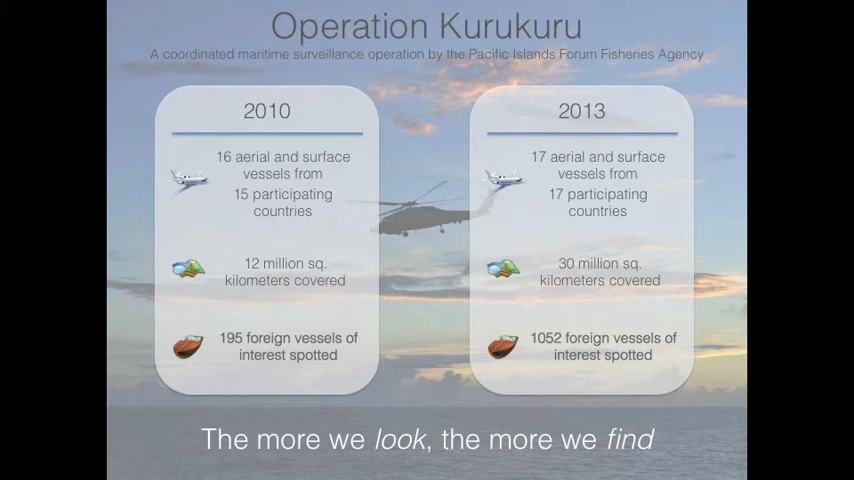 Operation Kurukuru
A coordinated maritime surveillance operation by the Pacific Islands Forum Fisheries Agency
2010
16 aerial and surface
vessels from
15 participating
countries
12 million sq.
kilometers covered
195 foreign vessels of
interest spotted
2013
17 aerial and surface
vessels from
17 participating
countries
30 million sq.
kilometers covered
1052 foreign vessels of
interest spotted
The more we look, the more we find